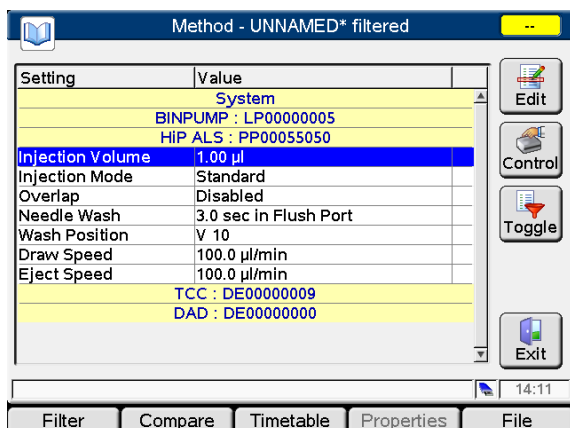 Method - UNNAMED* filtered --
Setting Value
System
BINPUMP : LP00000005
HiP ALS : PP00055050
Injection Volume 1.00 µl
Injection Mode Standard
Overlap Disabled
Needle Wash 3.0 sec in Flush Port
Wash Position V 10
Draw Speed 100.0 µl/min
Eject Speed 100.0 µl/min
TCC : DE00000009
DAD : DE00000000
Edit
Control
Toggle
Exit
14:11
Filter Compare Timetable Properties File